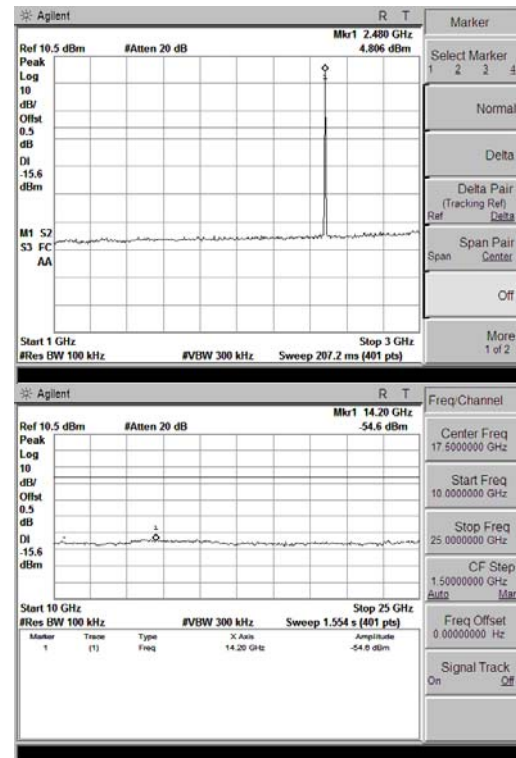 Agilent R T
Marker
Mkr1 2.480 GHz
Ref 10.5 dBm #Atten 20 dB 4.806 dBm
Peak
Log
10
dB/
Offst
0.5
dB
DI
-15.6
dBm
M1 S2
S3 FC
AA
1
Start 1 GHz Stop 3 GHz
#Res BW 100 kHz #VBW 300 kHz Sweep 207.2 ms (401 pts)
Select Marker
1 2 3 4
Normal
Delta
Delta Pair
(Tracking Ref)
Ref Delta
Span Pair
Span Center
Off
More
1 of 2
Agilent R T
Freq/Channel
Mkr1 14.20 GHz
Ref 10.5 dBm #Atten 20 dB -54.6 dBm
Peak
Log
10
dB/
Offst
0.5
dB
DI
-15.6
dBm
1
Start 10 GHz Stop 25 GHz
#Res BW 100 kHz #VBW 300 kHz Sweep 1.554 s (401 pts)
Marker Trace Type X Axis Amplitude
1 (1) Freq 14.20 GHz -54.6 dBm
Center Freq
17.5000000 GHz
Start Freq
10.0000000 GHz
Stop Freq
25.0000000 GHz
CF Step
1.50000000 GHz
Auto Man
Freq Offset
0.00000000 Hz
Signal Track
On Off